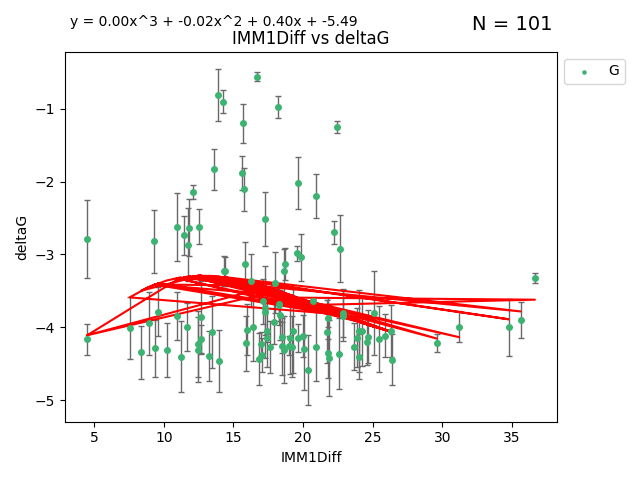 y = 0.00x^3 + -0.02x^2 + 0.40x + -5.49
N = 101
IMM1Diff vs deltaG
G
deltaG
−1
−2
−3
−4
−5
5 10 15 20 25 30 35
IMM1Diff